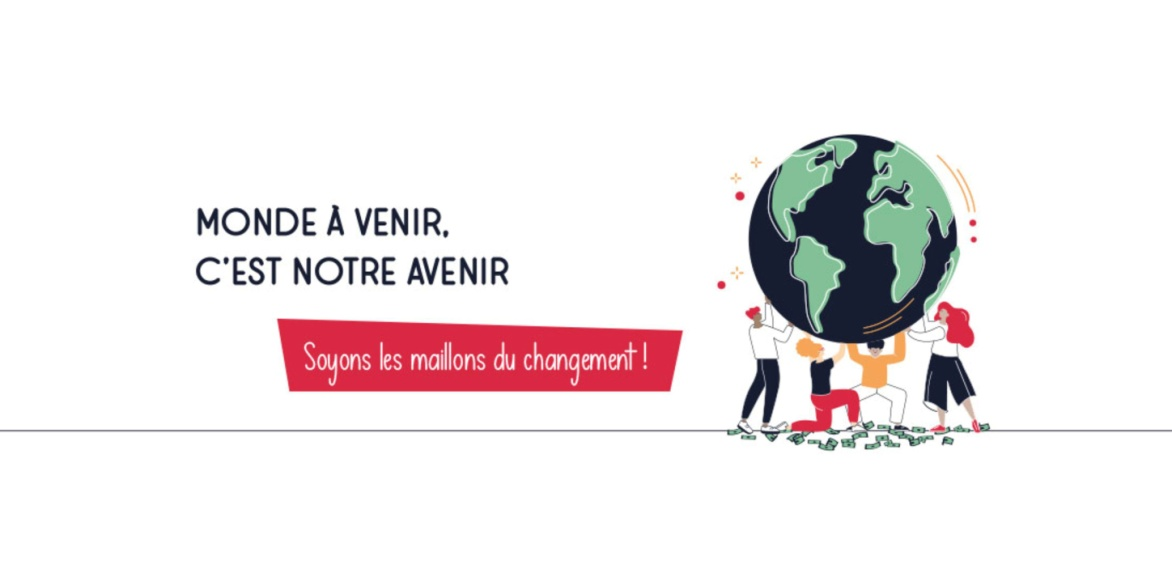 MONDE À VENIR,
C'EST NOTRE AVENIR
Soyons les maillons du changement !